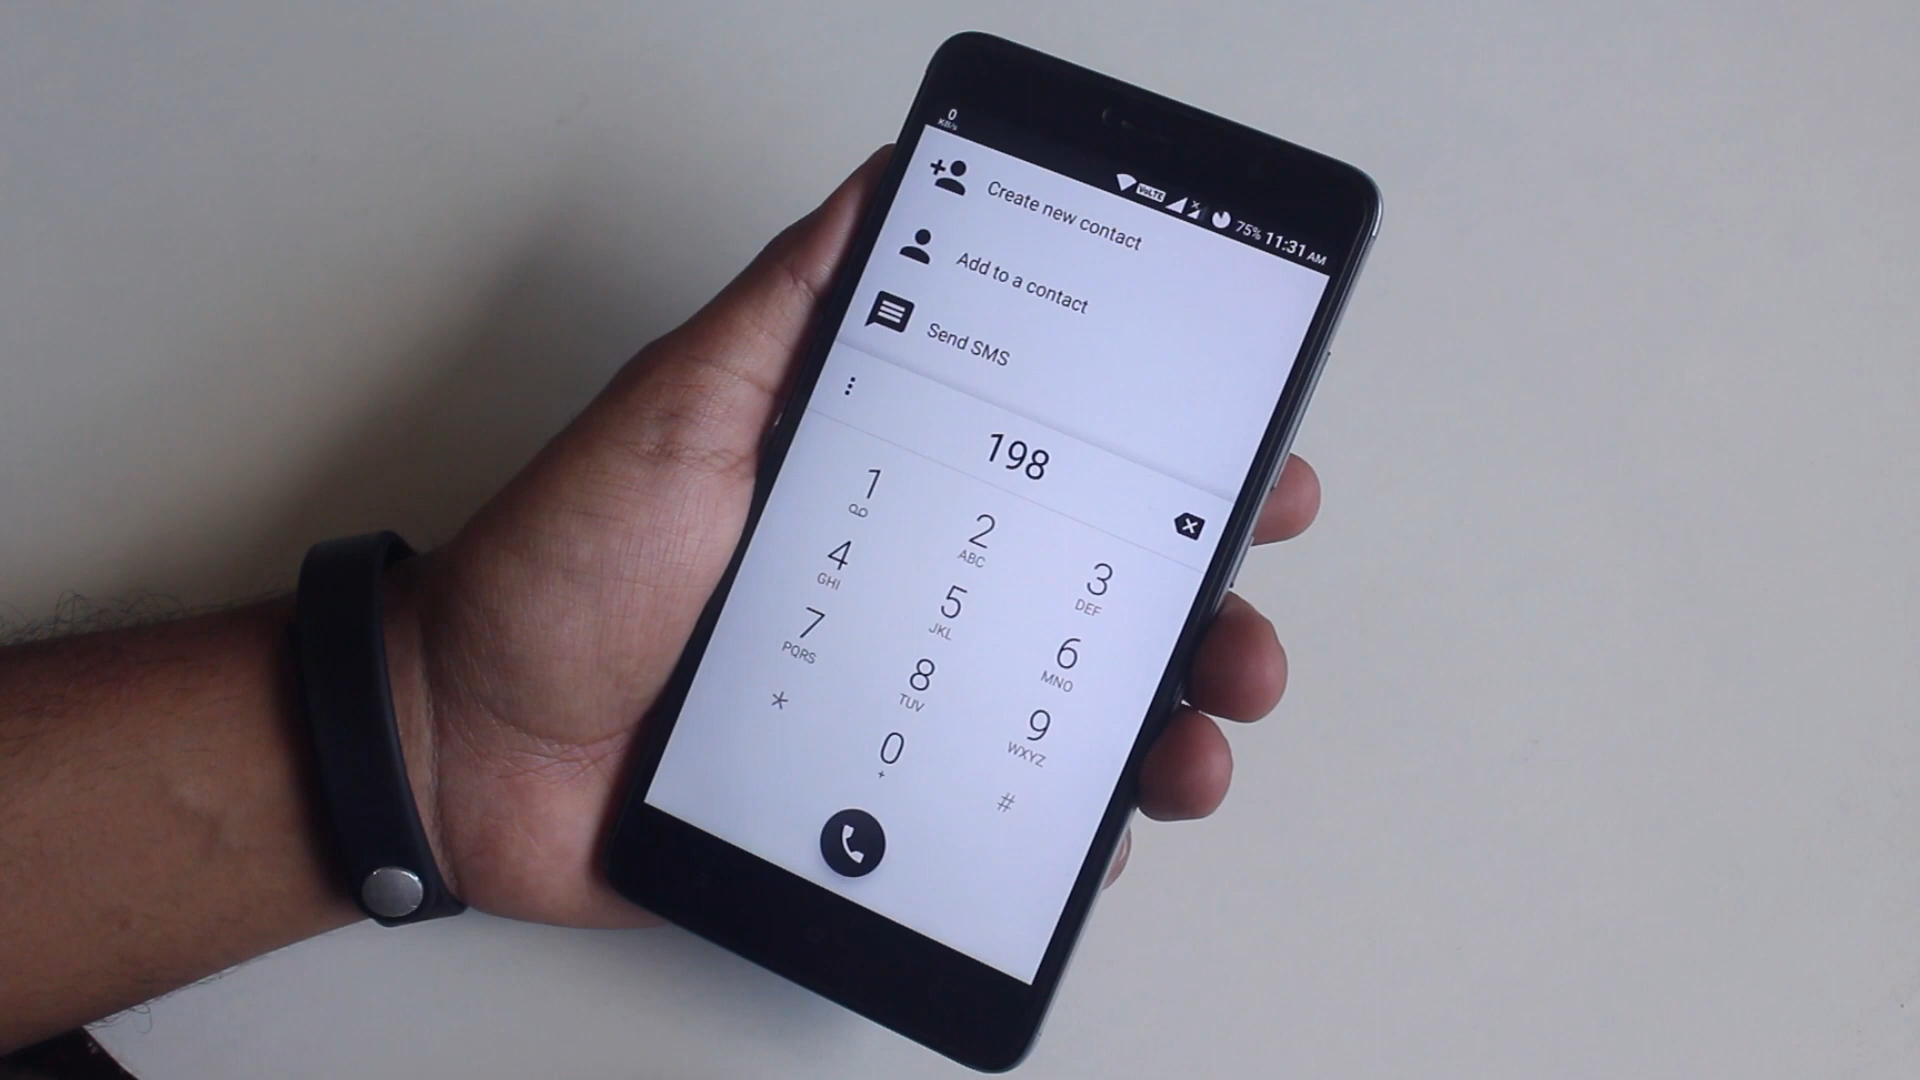 0
KB/s
VoLTE 75% 11:31 AM
Create new contact
Add to a contact
Send SMS
198
1 2 3
ABC DEF
4 5 6
GHI JKL MNO
7 8 9
PQRS TUV WXYZ
* 0 #
+